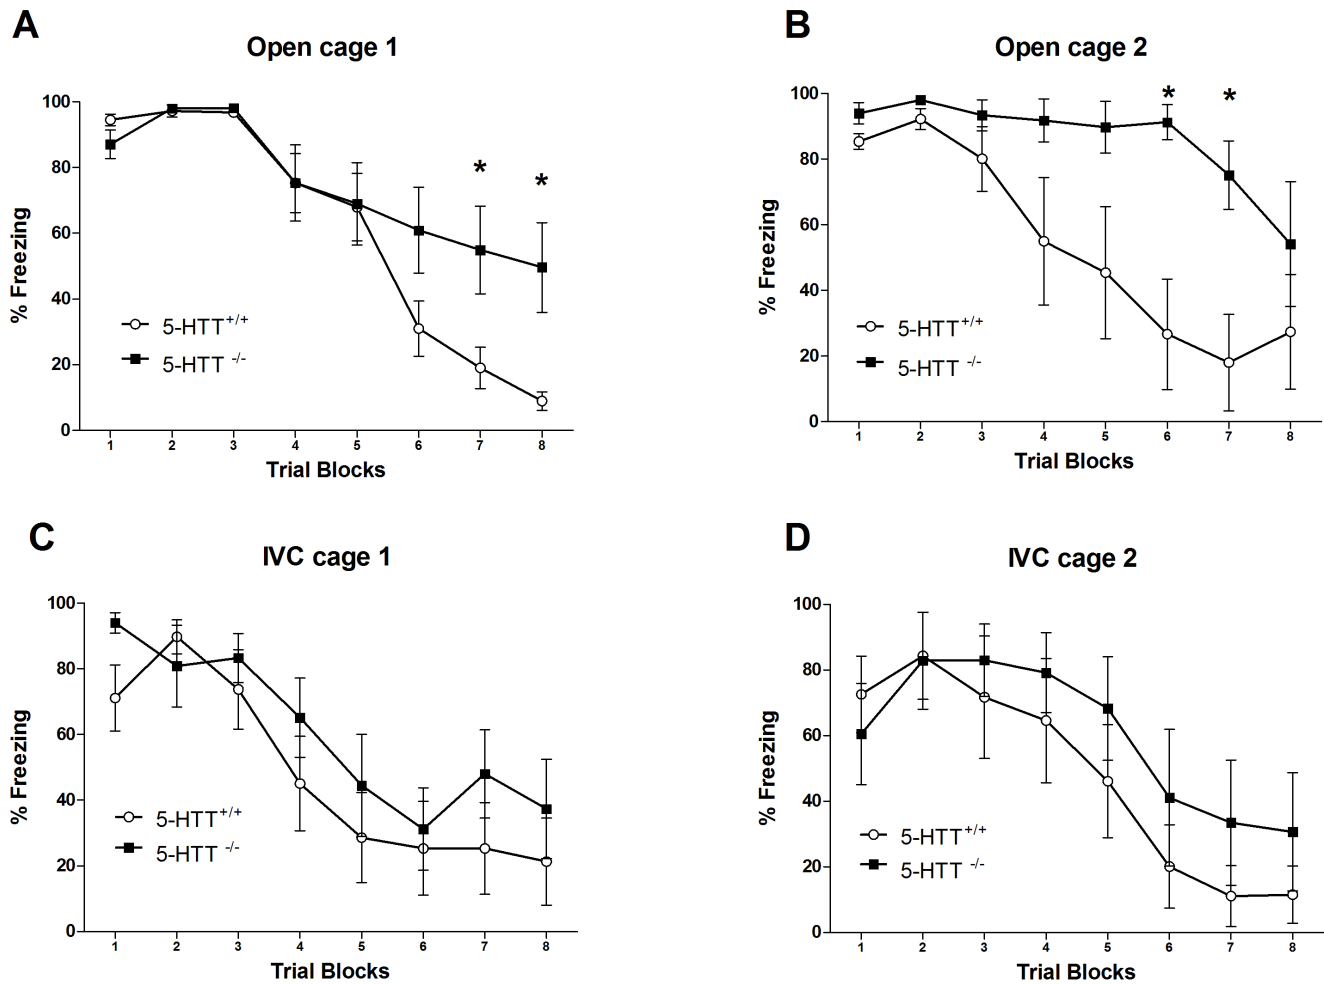 A
Open cage 1
100
80
60
40
20
0
% Freezing
5-HTT+/+
5-HTT -/-
*
*
1 2 3 4 5 6 7 8
Trial Blocks
B
Open cage 2
100
80
60
40
20
0
% Freezing
5-HTT+/+
5-HTT -/-
*
*
1 2 3 4 5 6 7 8
Trial Blocks
C
IVC cage 1
100
80
60
40
20
0
% Freezing
5-HTT+/+
5-HTT -/-
1 2 3 4 5 6 7 8
Trial Blocks
D
IVC cage 2
100
80
60
40
20
0
% Freezing
5-HTT+/+
5-HTT -/-
1 2 3 4 5 6 7 8
Trial Blocks